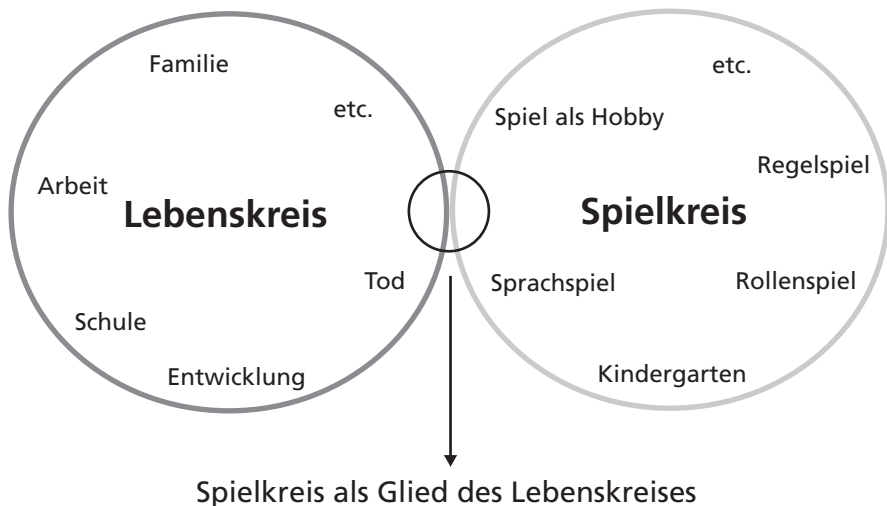 Familie
etc.
Arbeit
Lebenskreis
Tod
Schule
Entwicklung
etc.
Spiel als Hobby
Regelspiel
Spielkreis
Sprachspiel
Rollenspiel
Kindergarten
Spielkreis als Glied des Lebenskreises